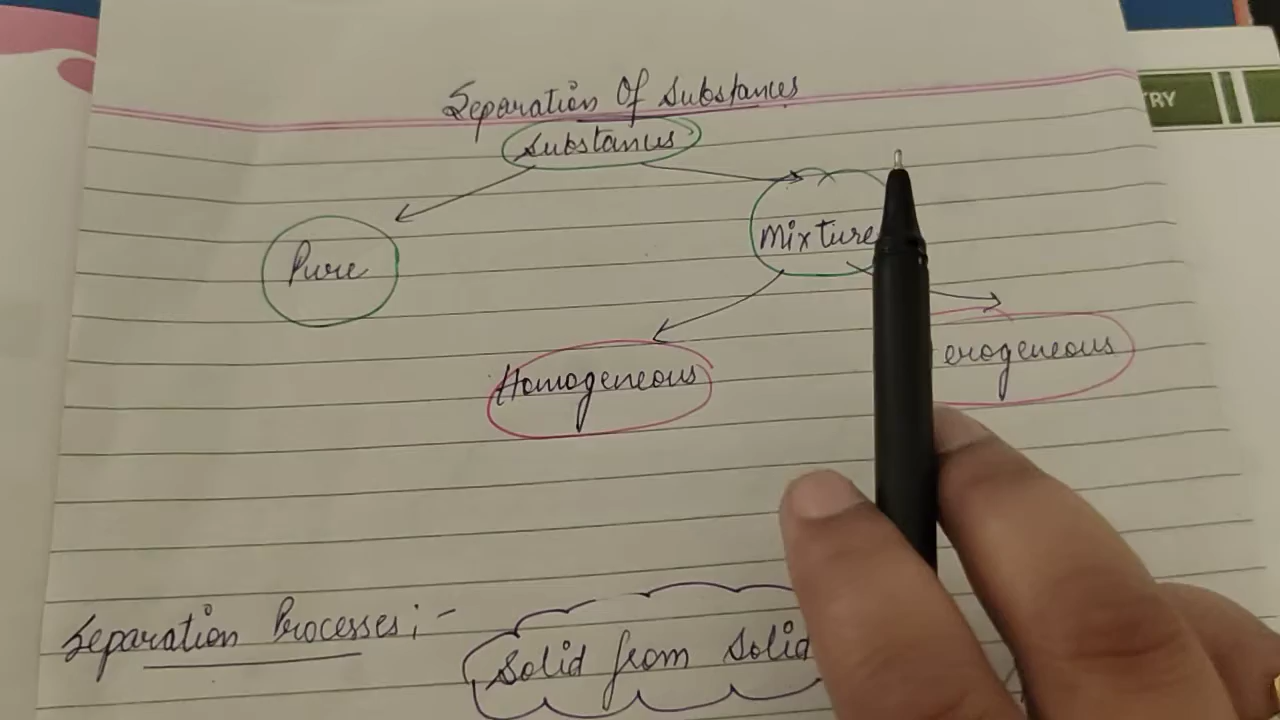 Separation Of Substances
TRY
Substances
Pure
Mixture
Homogeneous
erogeneous
Separation Processes:-
Solid from Solid